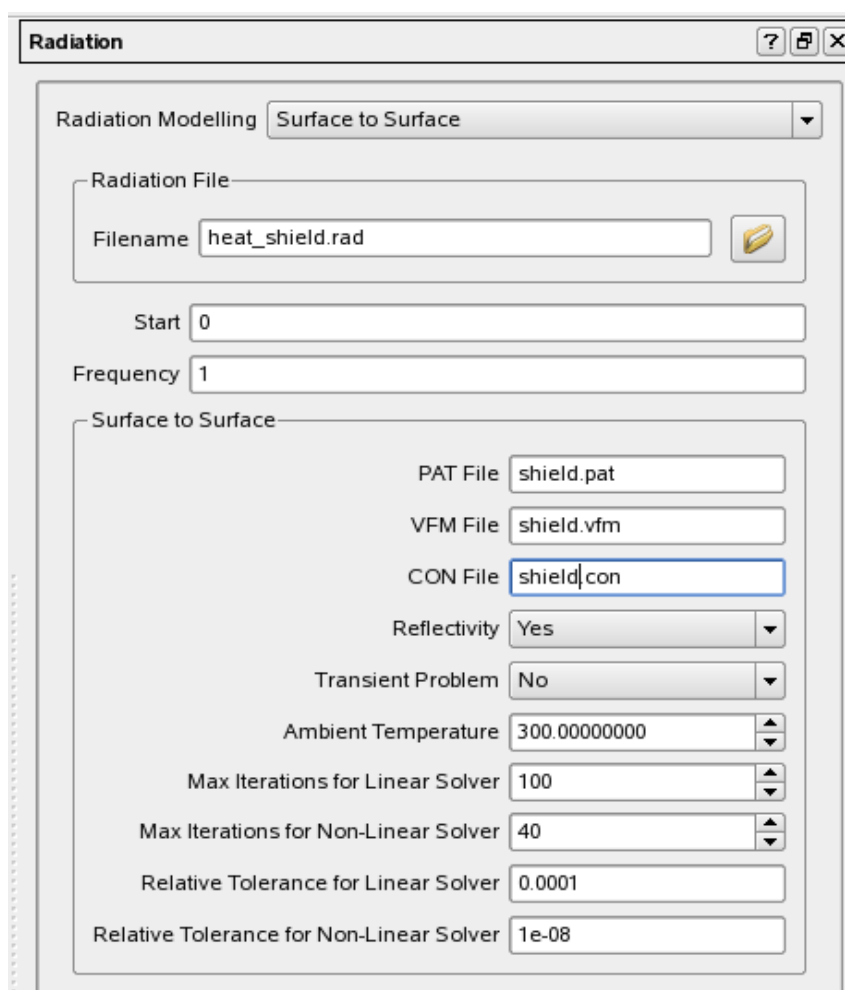 Radiation
Radiation Modelling Surface to Surface
Radiation File
Filename heat_shield.rad
Start 0
Frequency 1
Surface to Surface
PAT File shield.pat
VFM File shield.vfm
CON File shield.con
Reflectivity Yes
Transient Problem No
Ambient Temperature 300.00000000
Max Iterations for Linear Solver 100
Max Iterations for Non-Linear Solver 40
Relative Tolerance for Linear Solver 0.0001
Relative Tolerance for Non-Linear Solver 1e-08